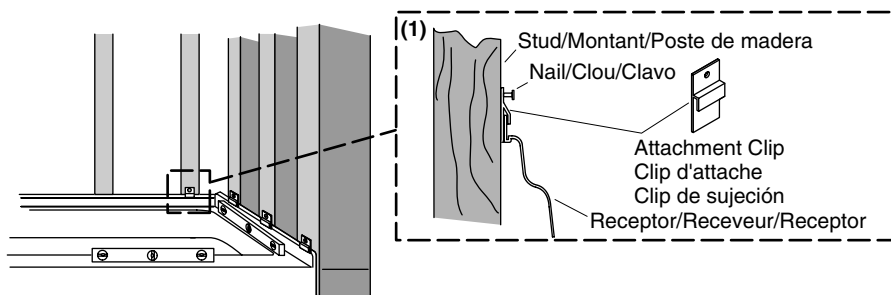 (1)
Stud/Montant/Poste de madera
Nail/Clou/Clavo
Attachment Clip
Clip d'attache
Clip de sujeción
Receptor/Receveur/Receptor